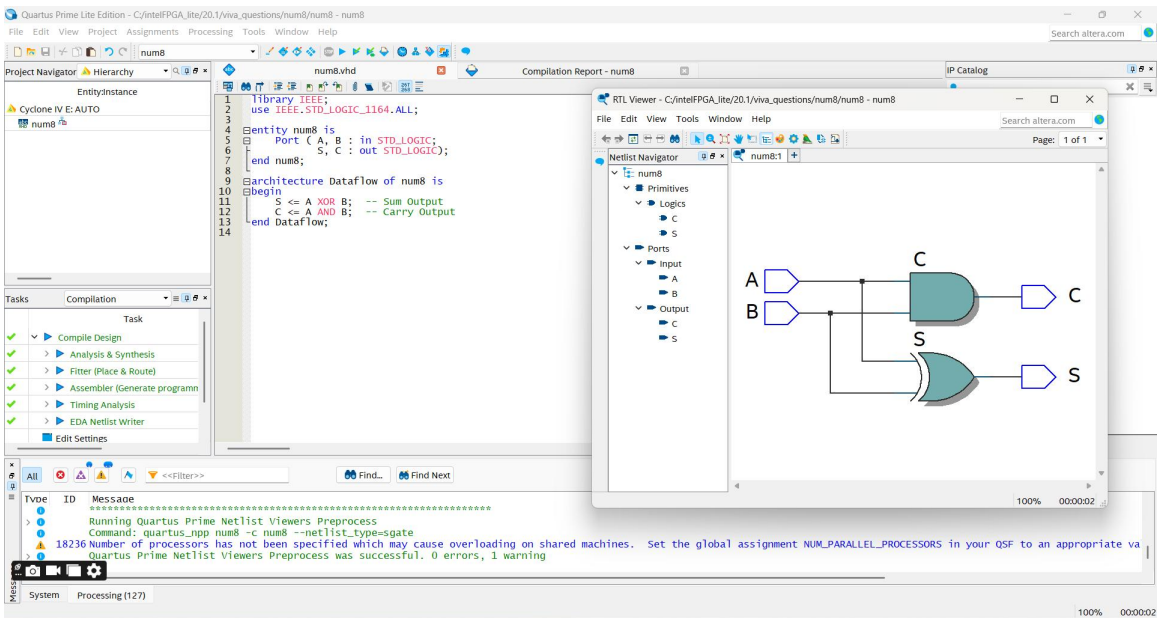 Quartus Prime Lite Edition - C:/intelFPGA_lite/20.1/viva_questions/num8/num8 - num8
File Edit View Project Assignments Processing Tools Window Help
Search altera.com
num8
Project Navigator Hierarchy
Entity:Instance
Cyclone IV E: AUTO
num8
num8.vhd
Compilation Report - num8
IP Catalog
1 library IEEE;
2 use IEEE.STD_LOGIC_1164.ALL;
3
4 entity num8 is
5 Port ( A, B : in STD_LOGIC;
6 S, C : out STD_LOGIC);
7 end num8;
8
9 architecture Dataflow of num8 is
10 begin
11 S <= A XOR B; -- Sum Output
12 C <= A AND B; -- Carry Output
13 end Dataflow;
14
Tasks Compilation
Task
Compile Design
Analysis & Synthesis
Fitter (Place & Route)
Assembler (Generate programn
Timing Analysis
EDA Netlist Writer
Edit Settings
RTL Viewer - C:/intelFPGA_lite/20.1/viva_questions/num8/num8 - num8
File Edit View Tools Window Help
Search altera.com
Page: 1 of 1
Netlist Navigator
num8:1
num8
Primitives
Logics
C
S
Ports
Input
A
B
Output
C
S
C
A
C
B
S
S
100% 00:00:02
All
<<Filter>>
Find...
Find Next
Type ID Message
*******************************************************************
Running Quartus Prime Netlist Viewers Preprocess
Command: quartus_npp num8 -c num8 --netlist_type=sgate
18236 Number of processors has not been specified which may cause overloading on shared machines. Set the global assignment NUM_PARALLEL_PROCESSORS in your QSF to an appropriate va
Quartus Prime Netlist Viewers Preprocess was successful. 0 errors, 1 warning
System Processing (127)
100% 00:00:02